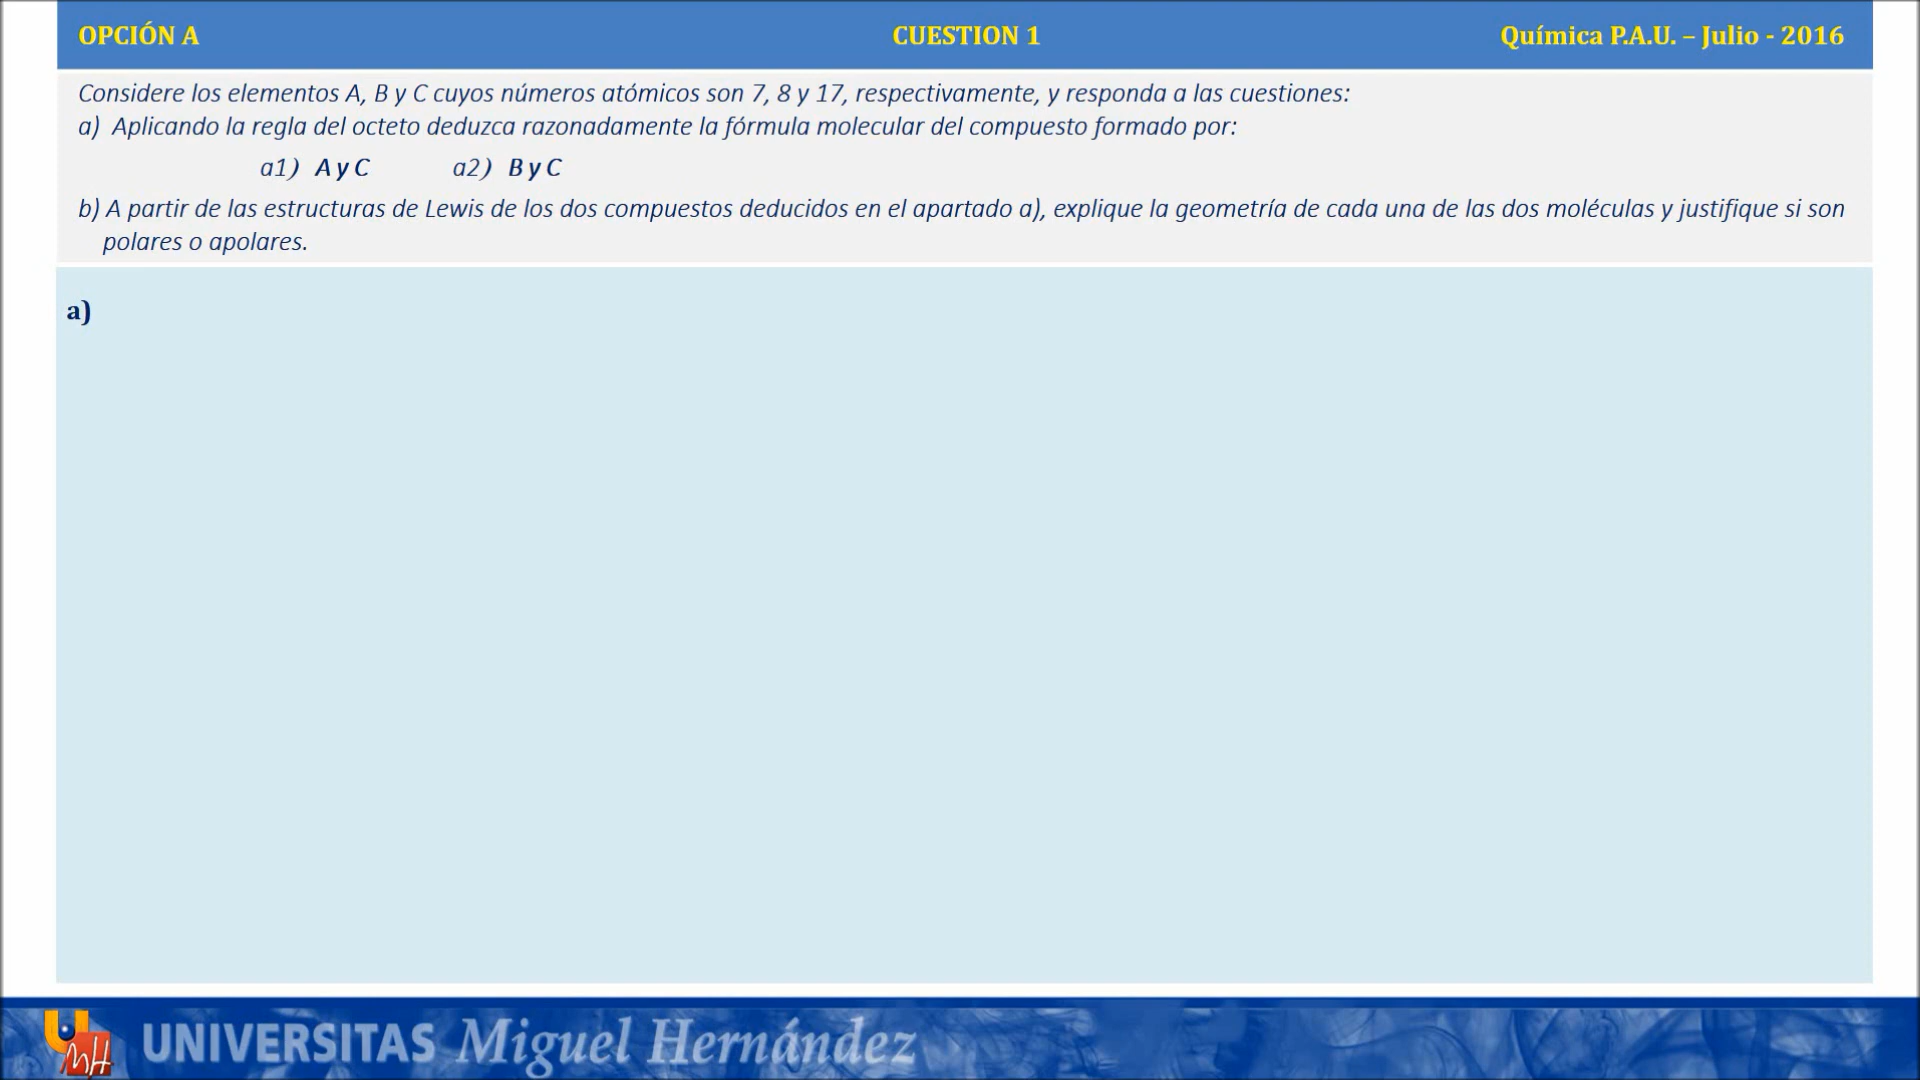 OPCIÓN A CUESTION 1 Química P.A.U. – Julio - 2016
Considere los elementos A, B y C cuyos números atómicos son 7, 8 y 17, respectivamente, y responda a las cuestiones:
a) Aplicando la regla del octeto deduzca razonadamente la fórmula molecular del compuesto formado por:
a1) A y C a2) B y C
b) A partir de las estructuras de Lewis de los dos compuestos deducidos en el apartado a), explique la geometría de cada una de las dos moléculas y justifique si son
polares o apolares.
a)
UNIVERSITAS Miguel Hernández